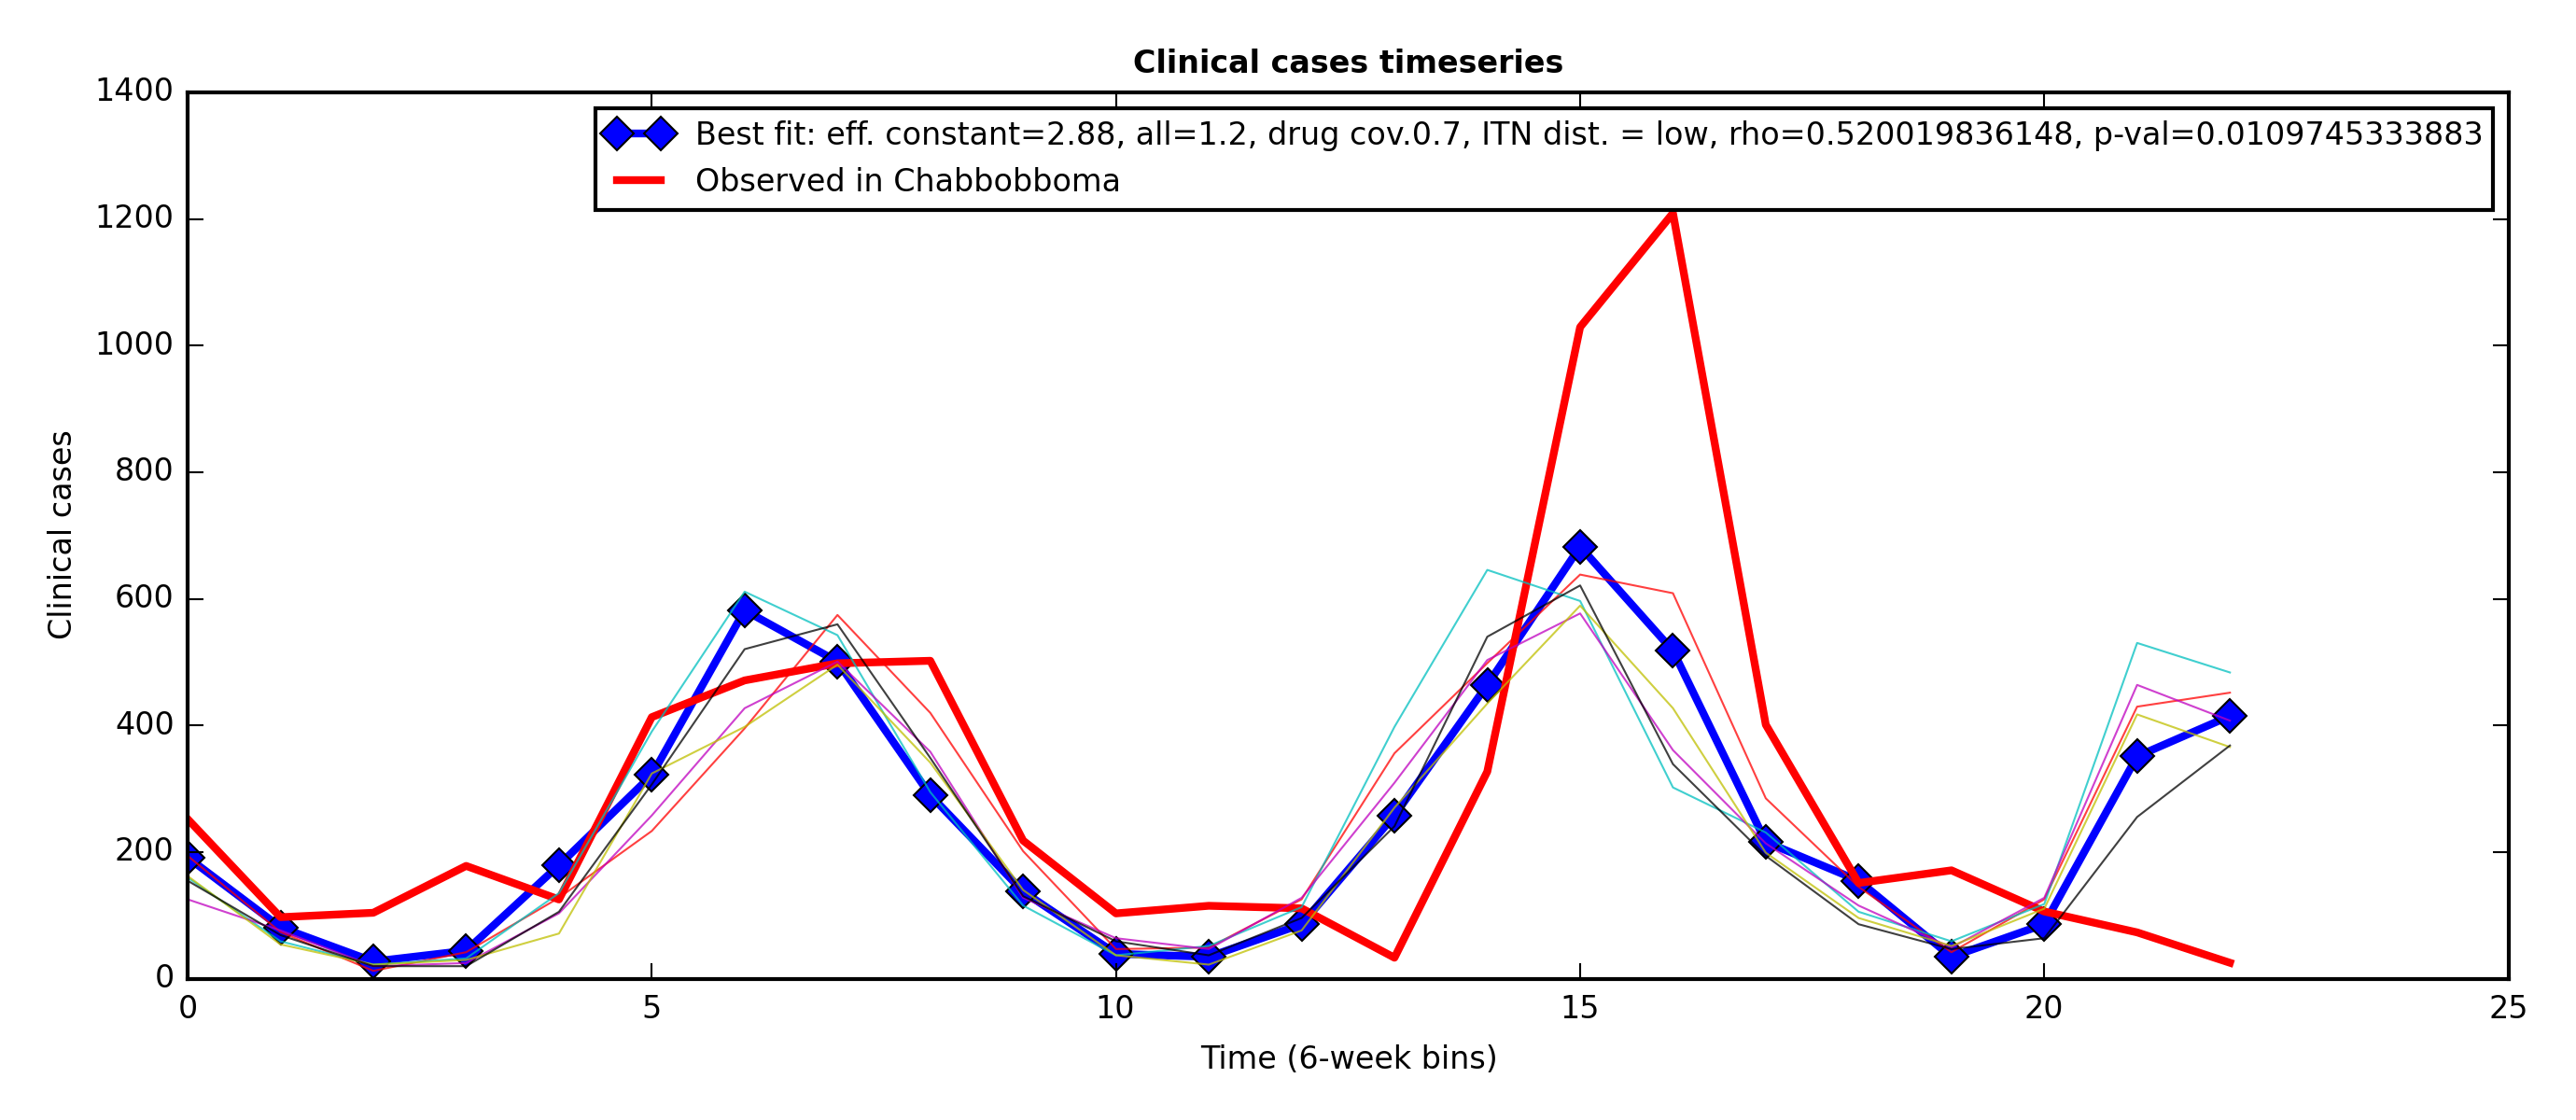 Clinical cases timeseries
1400
1200
1000
800
600
400
200
0
Clinical cases
Best fit: eff. constant=2.88, all=1.2, drug cov.0.7, ITN dist. = low, rho=0.520019836148, p-val=0.0109745333883
Observed in Chabbobboma
0 5 10 15 20 25
Time (6-week bins)